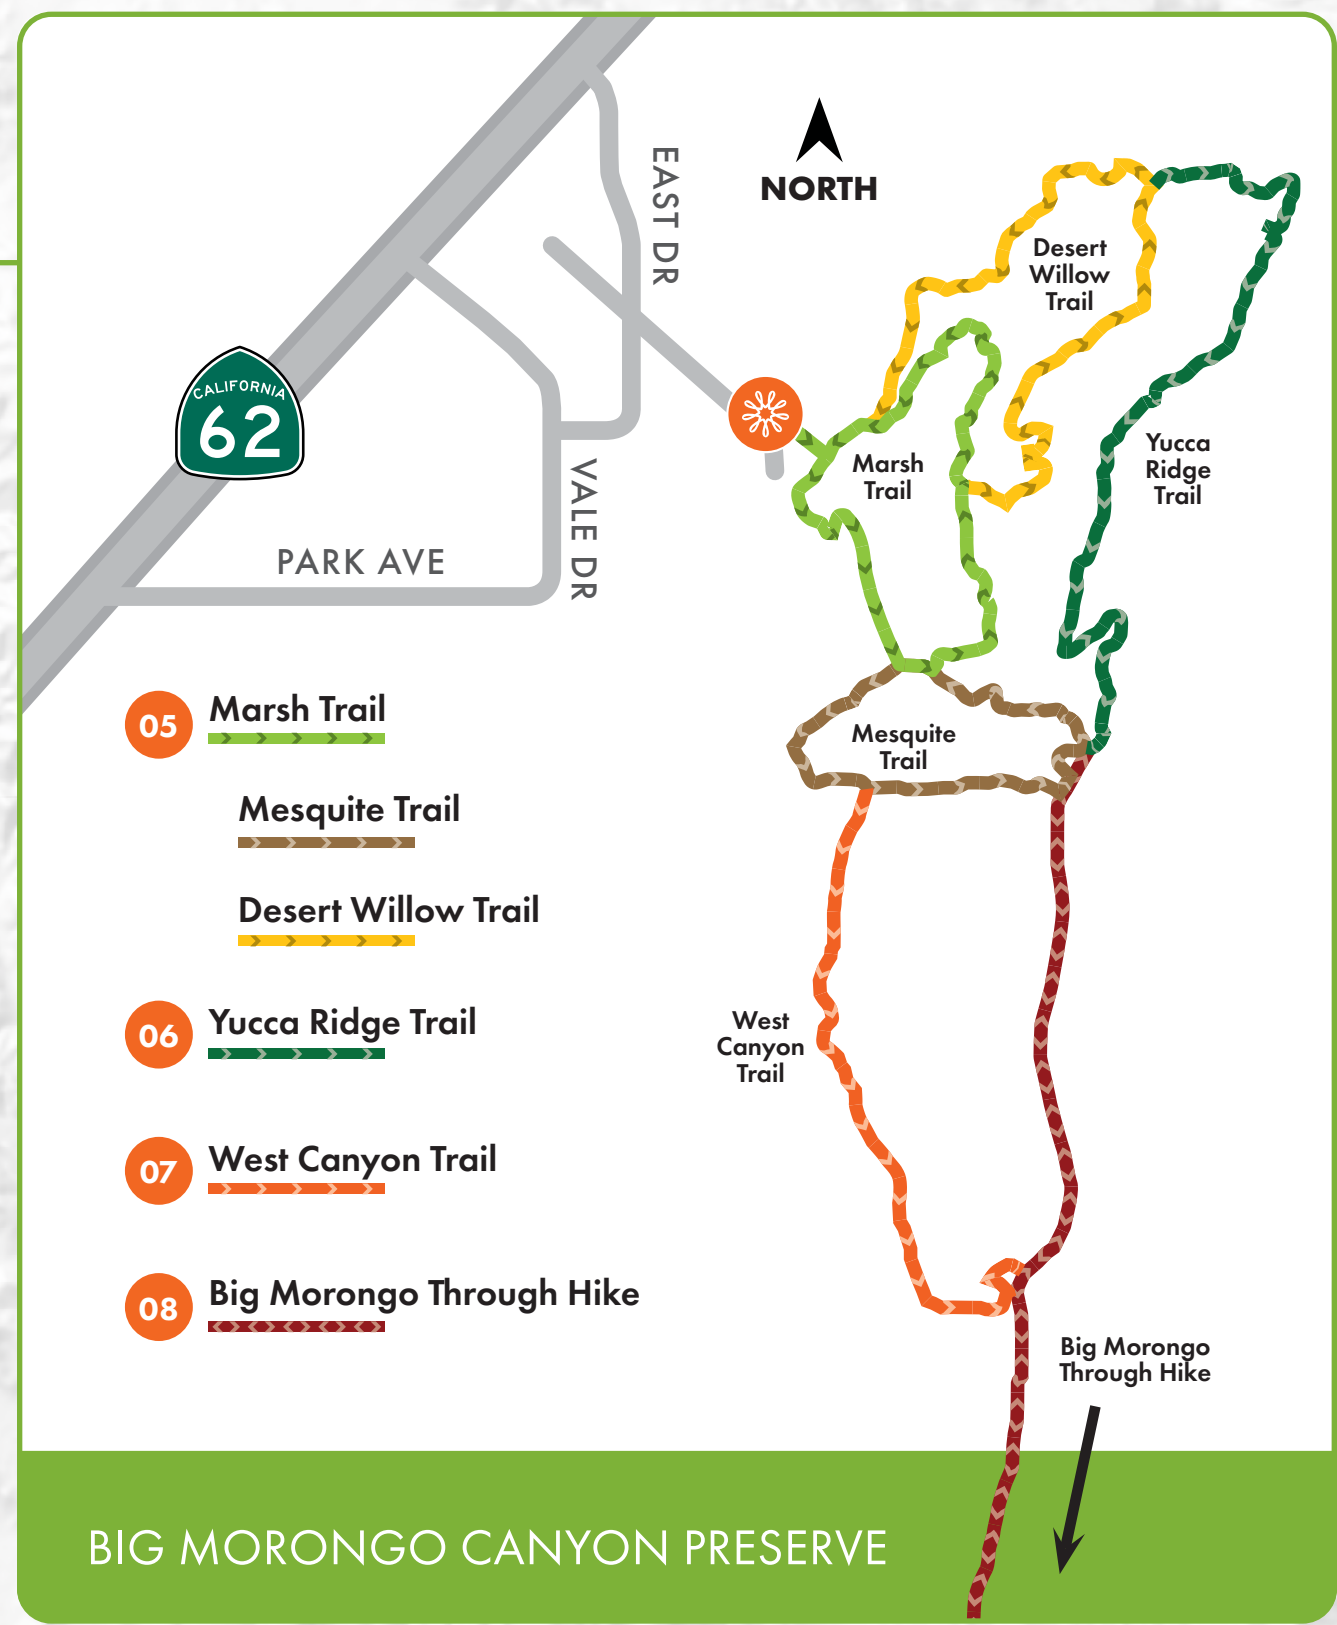 EAST DR
NORTH
Desert
Willow
Trail
CALIFORNIA
62
Marsh
Trail
Yucca
Ridge
Trail
VALE DR
PARK AVE
05
Marsh Trail
Mesquite
Trail
Mesquite Trail
Desert Willow Trail
06
Yucca Ridge Trail
West
Canyon
Trail
07
West Canyon Trail
08
Big Morongo Through Hike
Big Morongo
Through Hike
BIG MORONGO CANYON PRESERVE